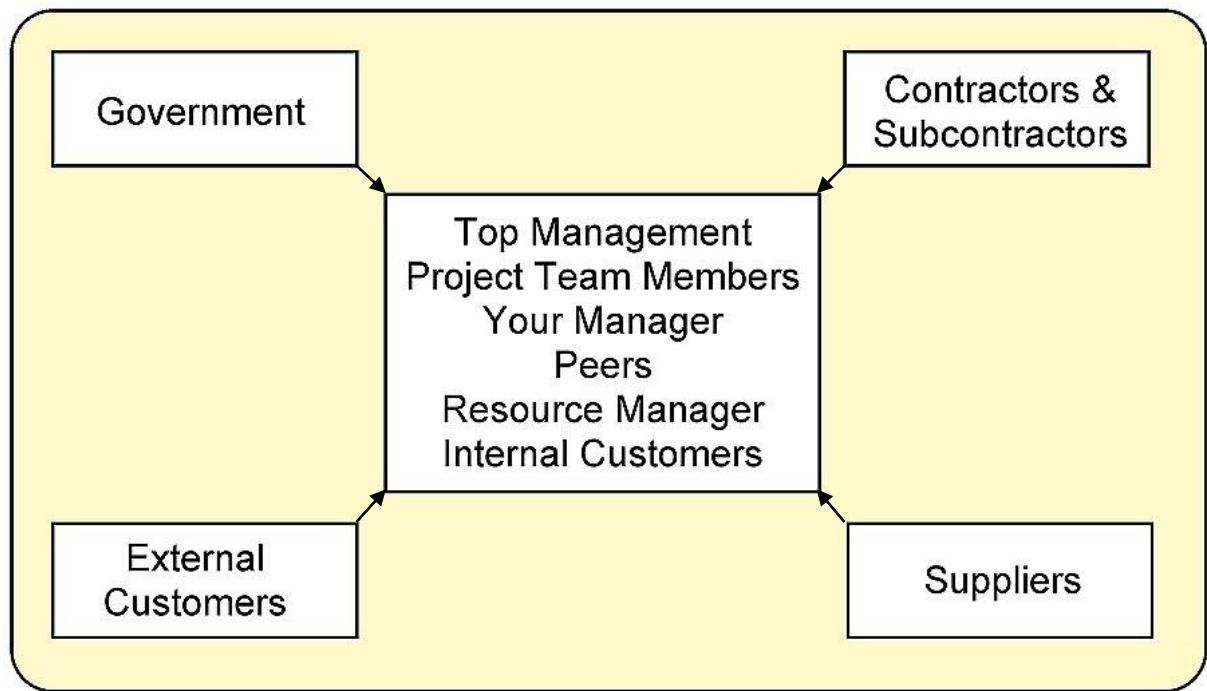 Government
Contractors &
Subcontractors
Top Management
Project Team Members
Your Manager
Peers
Resource Manager
Internal Customers
External
Customers
Suppliers